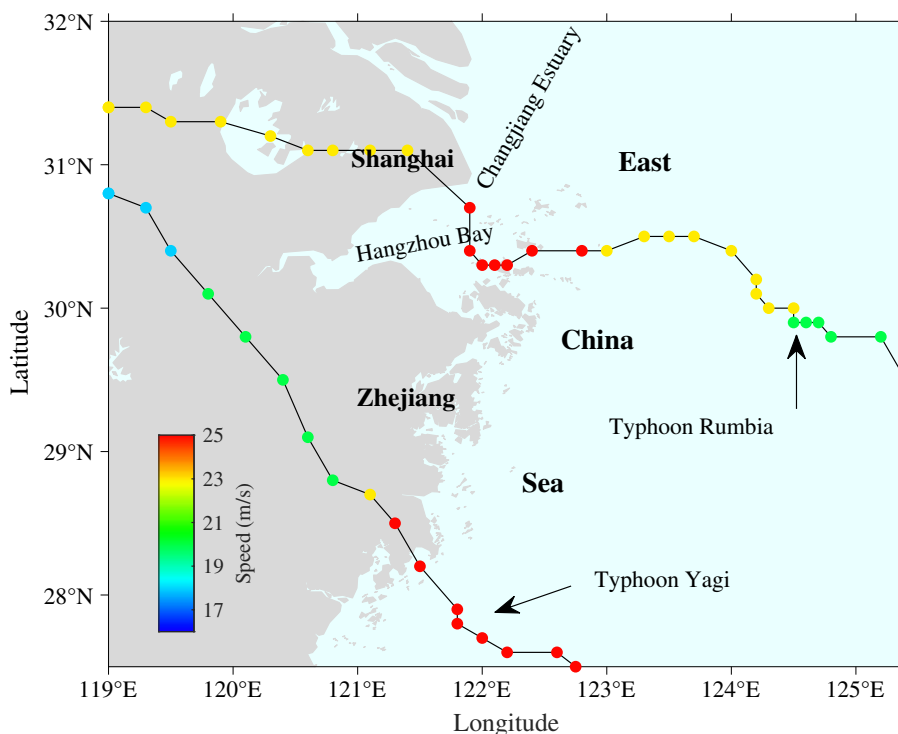 32°N
Changjiang Estuary
31°N
Shanghai
East
Hangzhou Bay
30°N
China
Latitude
Zhejiang
Typhoon Rumbia
29°N
25
23
21
19
17
Speed (m/s)
Sea
Typhoon Yagi
28°N
119°E 120°E 121°E 122°E 123°E 124°E 125°E
Longitude